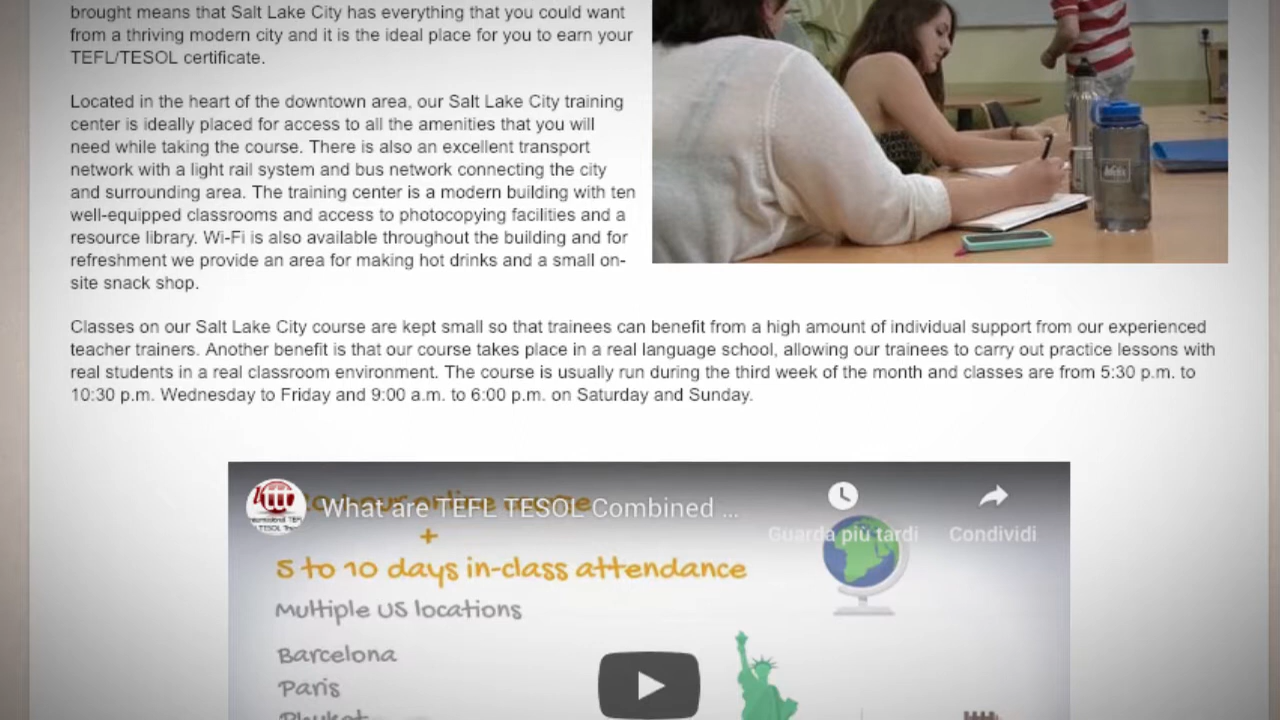 brought means that Salt Lake City has everything that you could want
from a thriving modern city and it is the ideal place for you to earn your
TEFL/TESOL certificate.
Located in the heart of the downtown area, our Salt Lake City training
center is ideally placed for access to all the amenities that you will
need while taking the course. There is also an excellent transport
network with a light rail system and bus network connecting the city
and surrounding area. The training center is a modern building with ten
well-equipped classrooms and access to photocopying facilities and a
resource library. Wi-Fi is also available throughout the building and for
refreshment we provide an area for making hot drinks and a small on-
site snack shop.
Classes on our Salt Lake City course are kept small so that trainees can benefit from a high amount of individual support from our experienced
teacher trainers. Another benefit is that our course takes place in a real language school, allowing our trainees to carry out practice lessons with
real students in a real classroom environment. The course is usually run during the third week of the month and classes are from 5:30 p.m. to
10:30 p.m. Wednesday to Friday and 9:00 a.m. to 6:00 p.m. on Saturday and Sunday.
What are TEFL TESOL Combined ...
Guarda più tardi
Condividi
+
5 to 10 days in-class attendance
Multiple US locations
Barcelona
Paris
Phuket